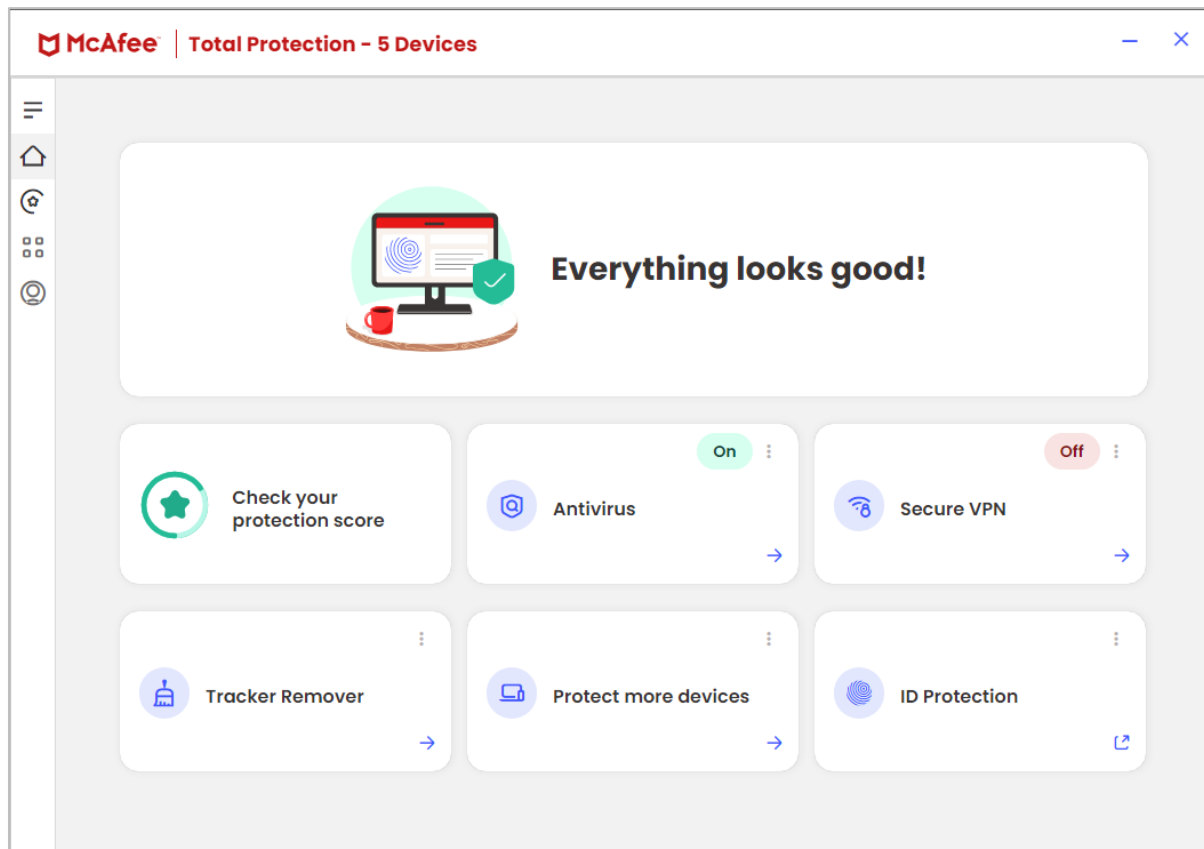 McAfee™ Total Protection - 5 Devices
Everything looks good!
Check your
protection score
On
Antivirus
Off
Secure VPN
Tracker Remover
Protect more devices
ID Protection